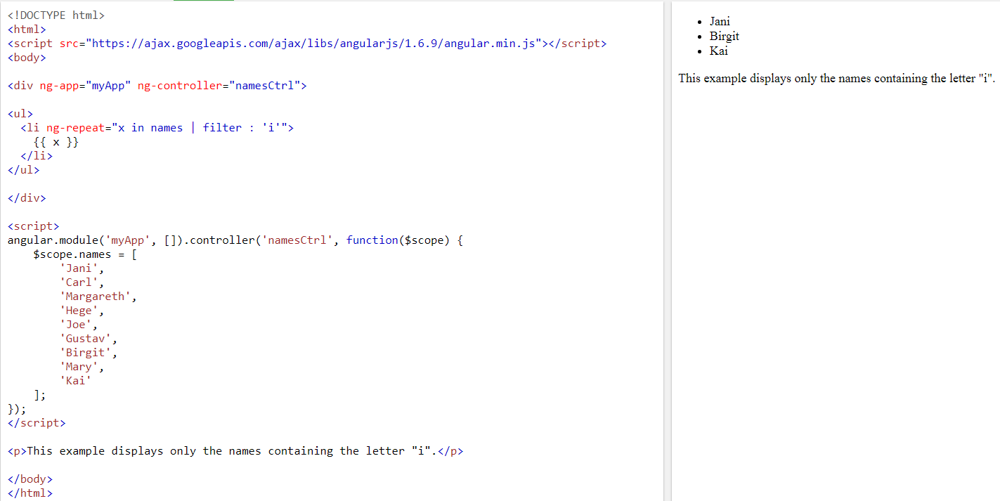 <!DOCTYPE html>
<html>
<script src="https://ajax.googleapis.com/ajax/libs/angularjs/1.6.9/angular.min.js"></script>
<body>

<div ng-app="myApp" ng-controller="namesCtrl">

<ul>
  <li ng-repeat="x in names | filter : 'i'">
    {{ x }}
  </li>
</ul>

</div>

<script>
angular.module('myApp', []).controller('namesCtrl', function($scope) {
    $scope.names = [
        'Jani',
        'Carl',
        'Margareth',
        'Hege',
        'Joe',
        'Gustav',
        'Birgit',
        'Mary',
        'Kai'
    ];
});
</script>

<p>This example displays only the names containing the letter "i".</p>

</body>
</html>
• Jani
• Birgit
• Kai
This example displays only the names containing the letter "i".